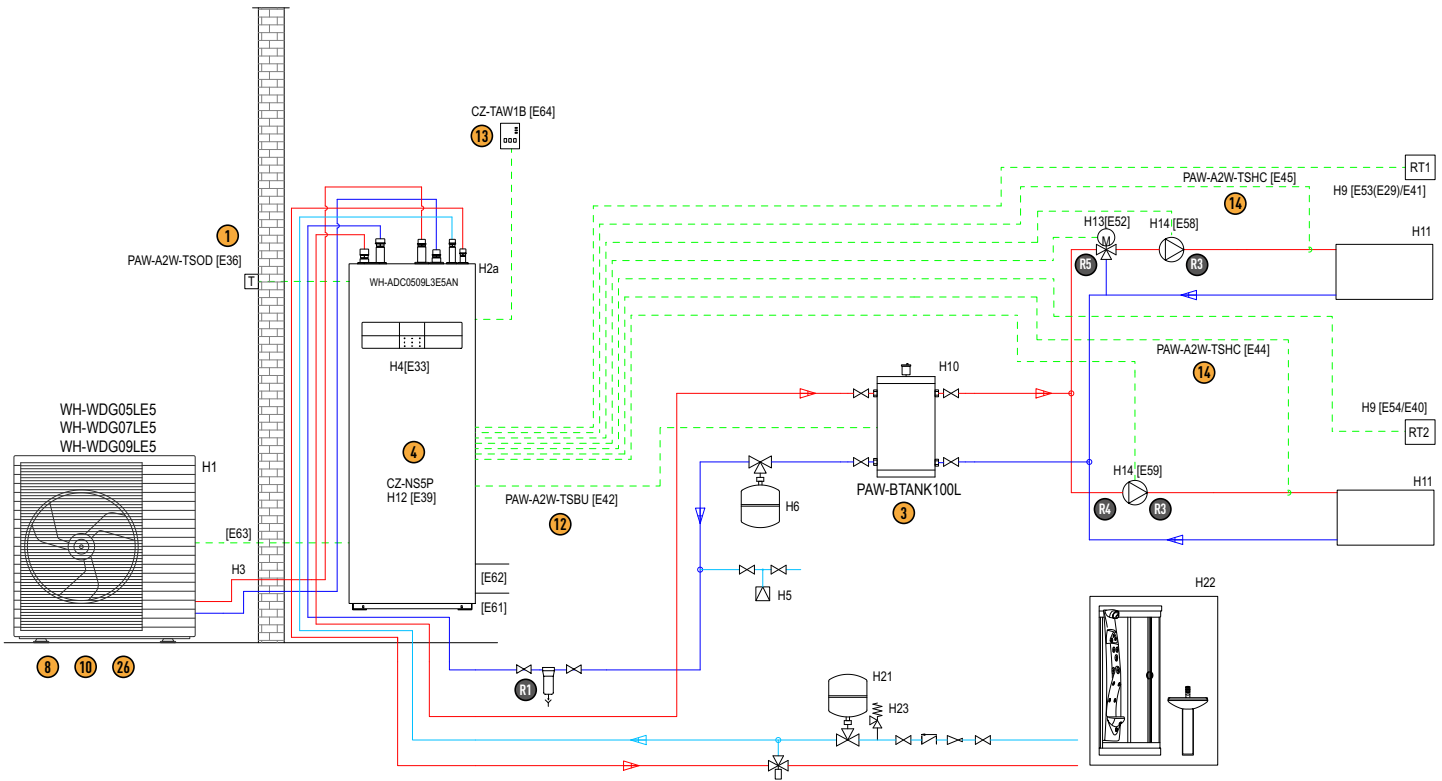 CZ-TAW1B [E64]
13
RT1
PAW-A2W-TSHC [E45]
14
H9 [E53(E29)/E41]
1
PAW-A2W-TSOD [E36]
T
H2a
WH-ADC0509L3E5AN
H13[E52]
M
H14 [E58]
R5
R3
H11
H4[E33]
PAW-A2W-TSHC [E44]
14
H10
H9 [E54/E40]
RT2
WH-WDG05LE5
WH-WDG07LE5
WH-WDG09LE5
H1
4
CZ-NS5P
H12 [E39]
PAW-A2W-TSBU [E42]
12
H6
PAW-BTANK100L
3
H14 [E59]
R4
R3
H11
[E63]
H3
[E62]
[E61]
H5
H22
8
10
26
R1
H21
H23